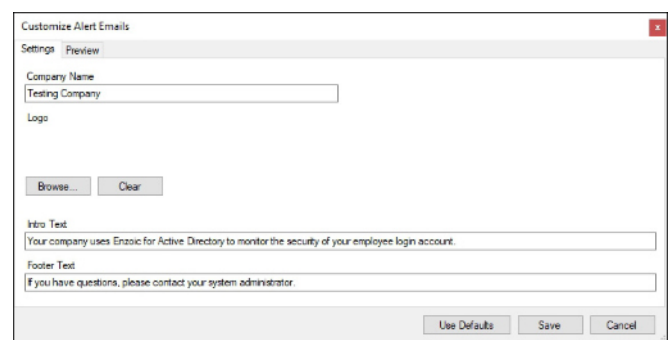 Customize Alert Emails
x
Settings Preview
Company Name
Testing Company
Logo
Browse... Clear
Intro Text
Your company uses Enzoic for Active Directory to monitor the security of your employee login account.
Footer Text
If you have questions, please contact your system administrator.
Use Defaults Save Cancel